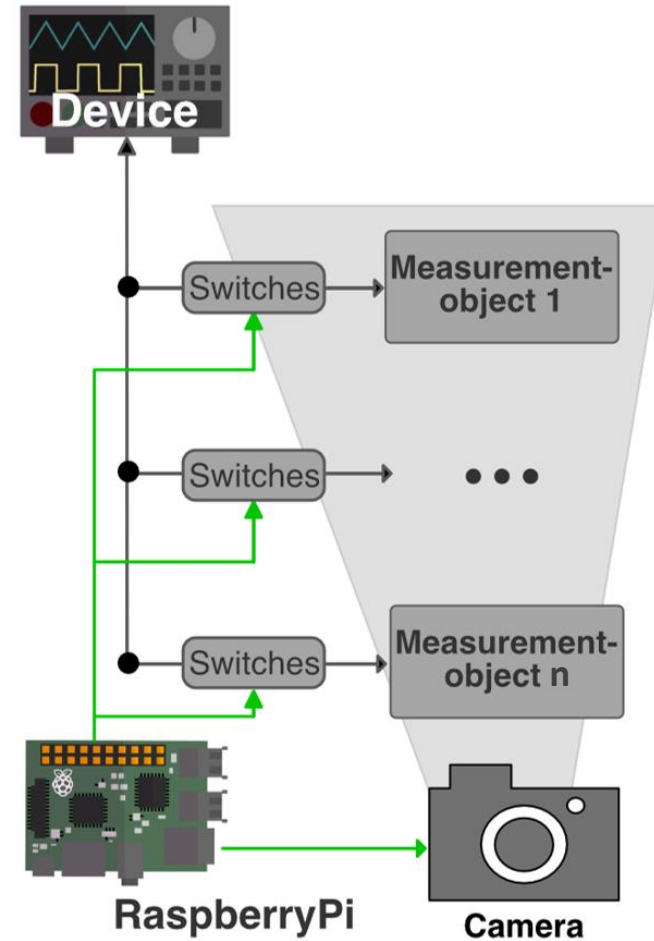 Device
Switches
Measurement-
object 1
Switches
Switches
Measurement-
object n
RaspberryPi
Camera